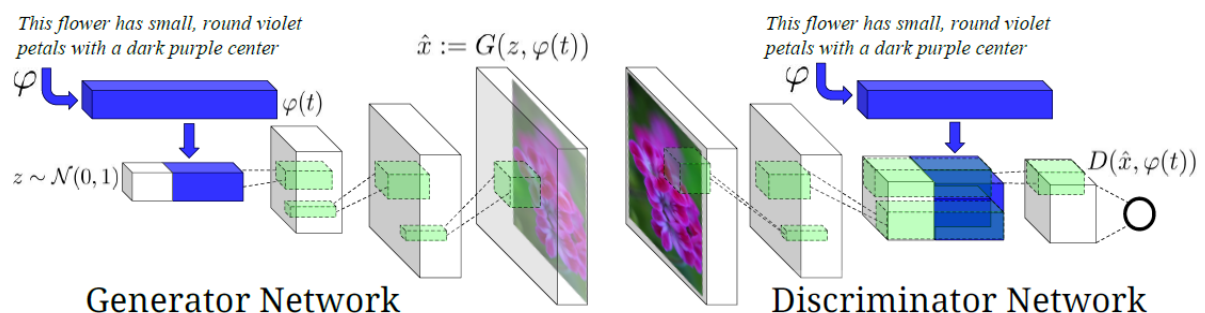 This flower has small, round violet
petals with a dark purple center
φ
φ(t)
z ∼ 𝒩(0, 1)
x̂ := G(z, φ(t))
Generator Network
This flower has small, round violet
petals with a dark purple center
φ
D(x̂, φ(t))
Discriminator Network